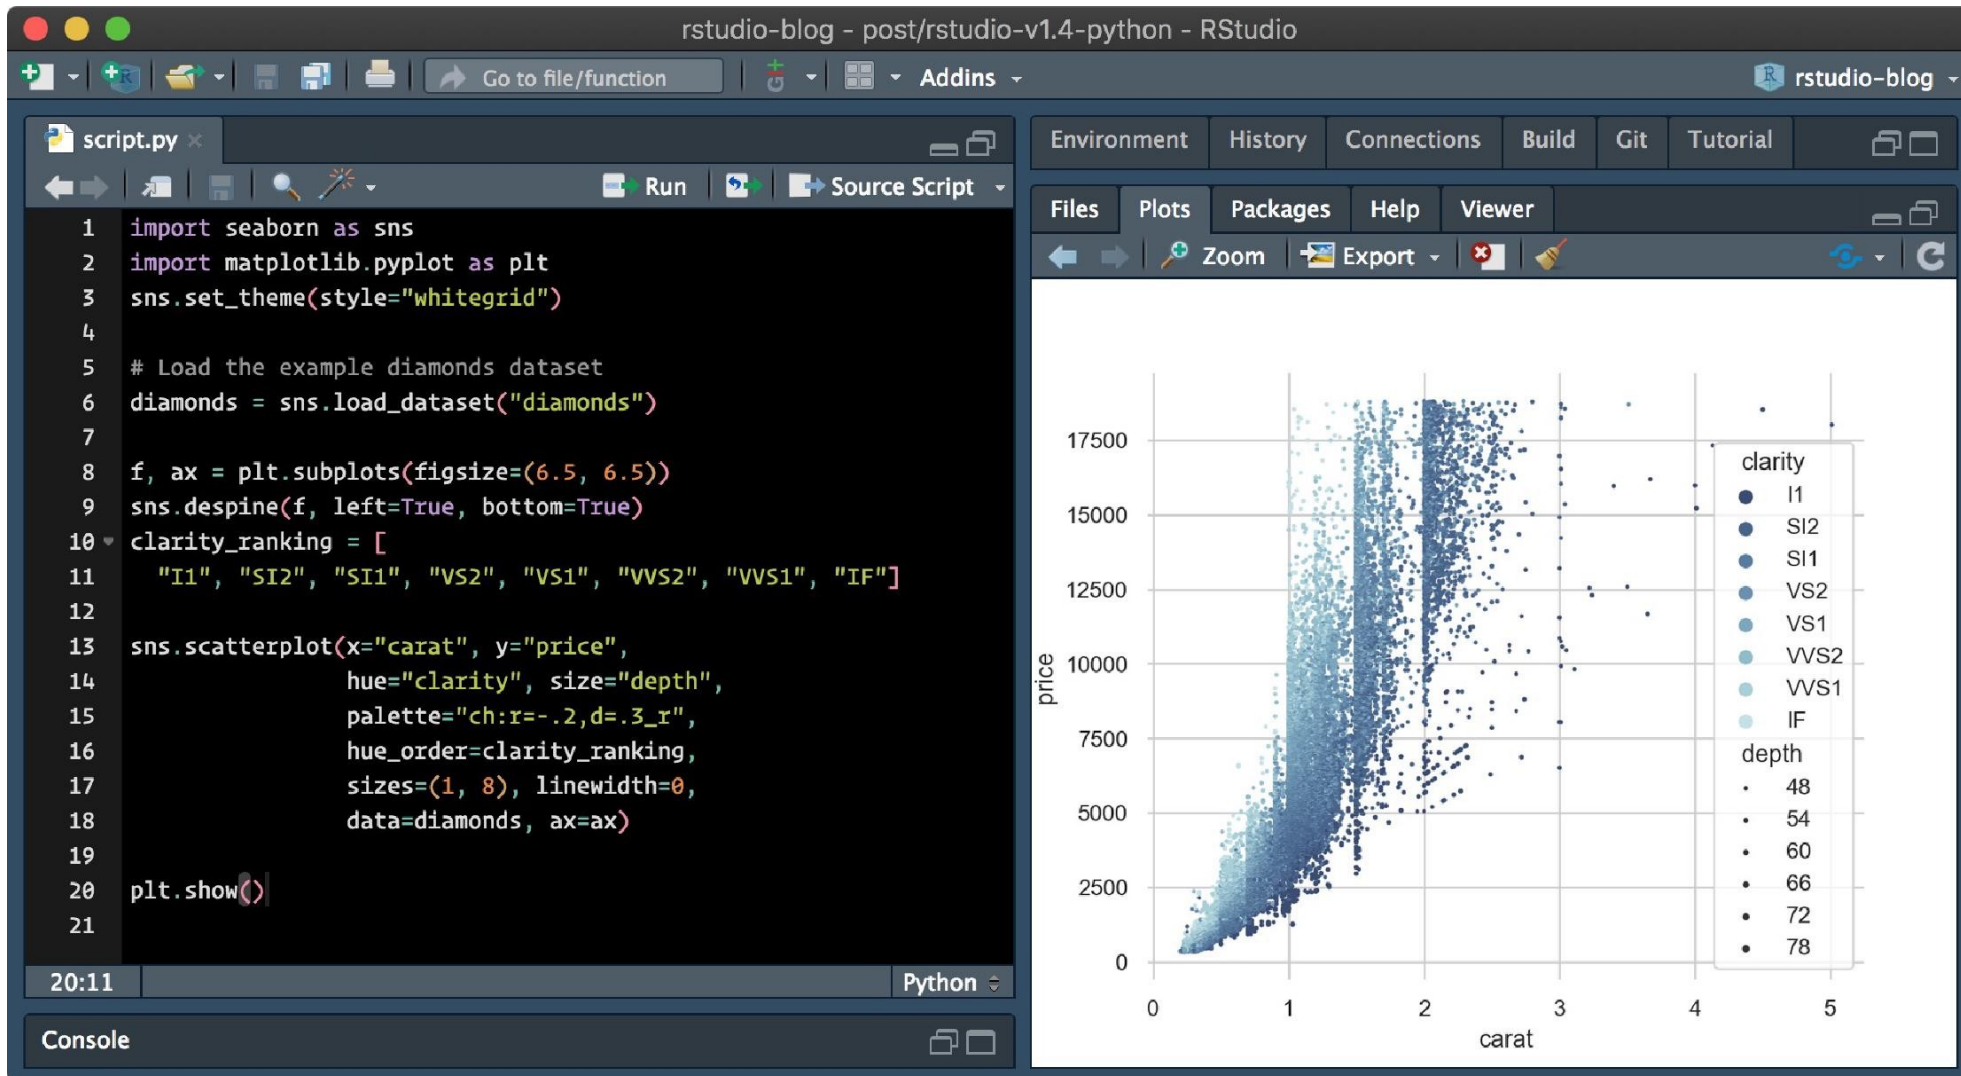 rstudio-blog - post/rstudio-v1.4-python - RStudio
Go to file/function
Addins
rstudio-blog
script.py
Run
Source Script
1 import seaborn as sns
2 import matplotlib.pyplot as plt
3 sns.set_theme(style="whitegrid")
4
5 # Load the example diamonds dataset
6 diamonds = sns.load_dataset("diamonds")
7
8 f, ax = plt.subplots(figsize=(6.5, 6.5))
9 sns.despine(f, left=True, bottom=True)
10 clarity_ranking = [
11   "I1", "SI2", "SI1", "VS2", "VS1", "VVS2", "VVS1", "IF"]
12
13 sns.scatterplot(x="carat", y="price",
14                 hue="clarity", size="depth",
15                 palette="ch:r=-.2,d=.3_r",
16                 hue_order=clarity_ranking,
17                 sizes=(1, 8), linewidth=0,
18                 data=diamonds, ax=ax)
19
20 plt.show()
21
20:11 Python
Console
Environment History Connections Build Git Tutorial
Files Plots Packages Help Viewer
Zoom Export
17500
15000
12500
10000
7500
5000
2500
0
price
0 1 2 3 4 5
carat
clarity
I1
SI2
SI1
VS2
VS1
VVS2
VVS1
IF
depth
48
54
60
66
72
78